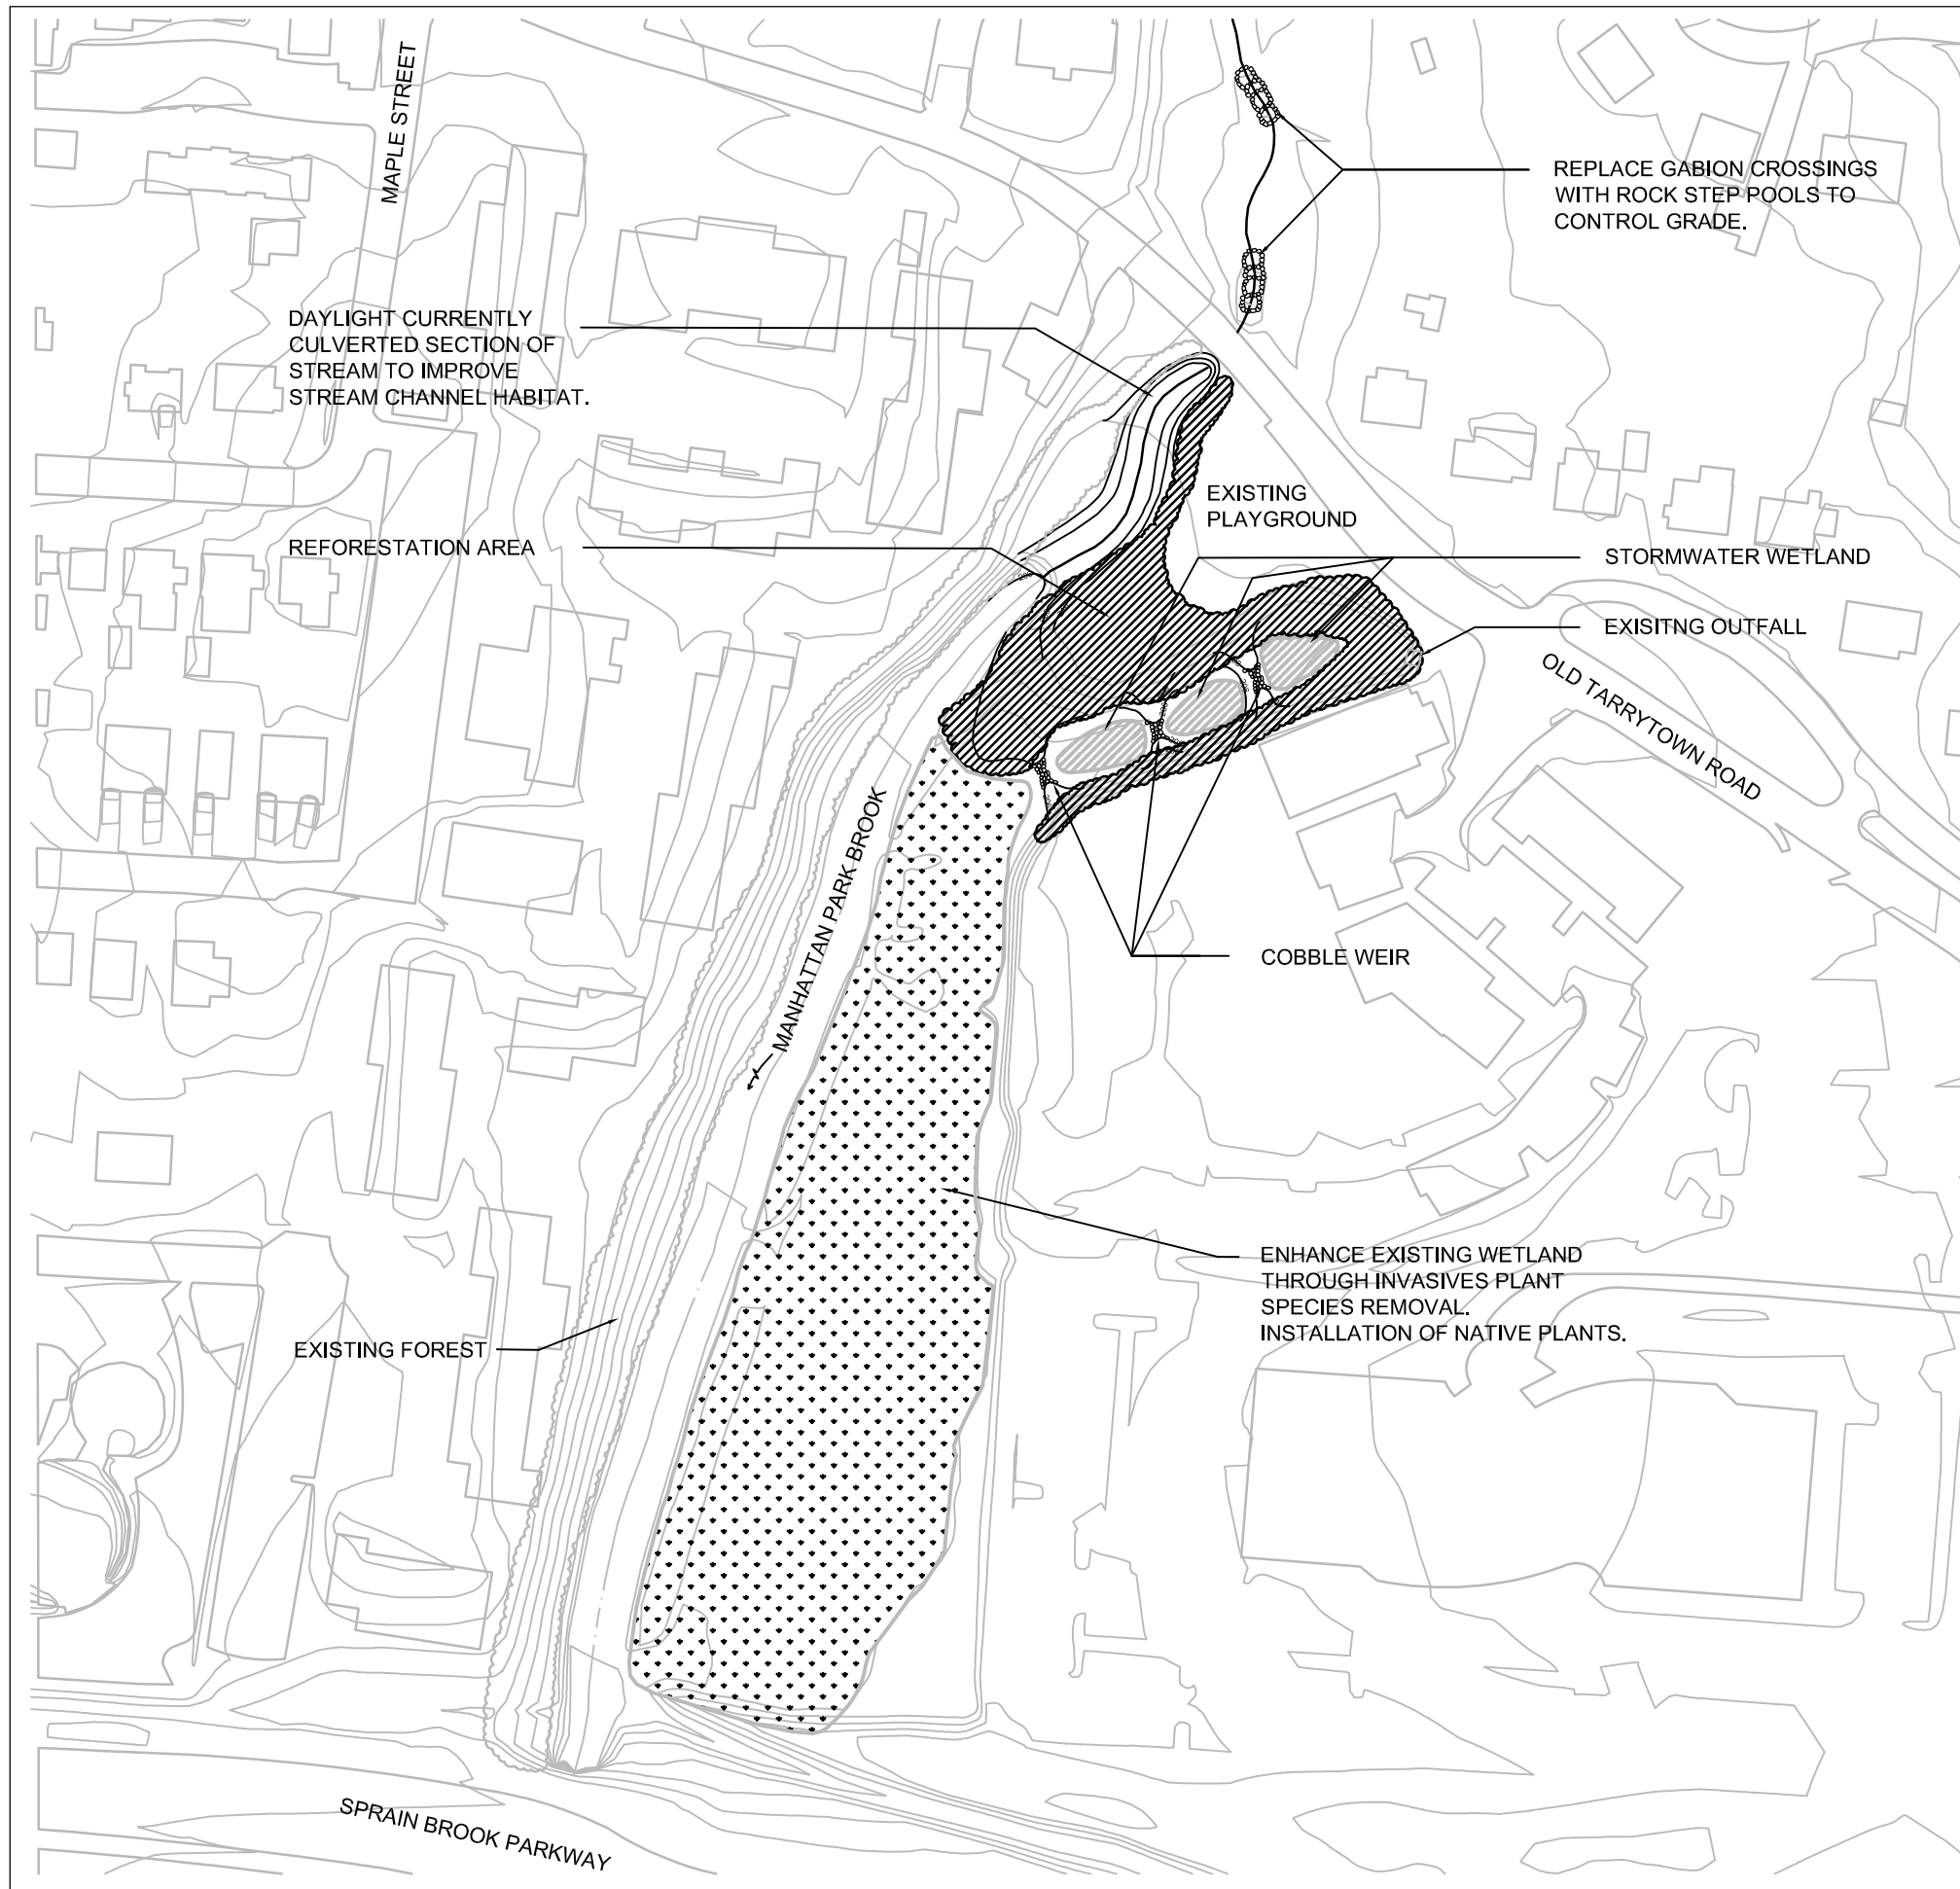 MAPLE STREET
REPLACE GABION CROSSINGS
WITH ROCK STEP POOLS TO
CONTROL GRADE.
DAYLIGHT CURRENTLY
CULVERTED SECTION OF
STREAM TO IMPROVE
STREAM CHANNEL HABITAT.
EXISTING
PLAYGROUND
REFORESTATION AREA
STORMWATER WETLAND
EXISITNG OUTFALL
OLD TARRYTOWN ROAD
MANHATTAN PARK BROOK
COBBLE WEIR
ENHANCE EXISTING WETLAND
THROUGH INVASIVES PLANT
SPECIES REMOVAL.
INSTALLATION OF NATIVE PLANTS.
EXISTING FOREST
SPRAIN BROOK PARKWAY